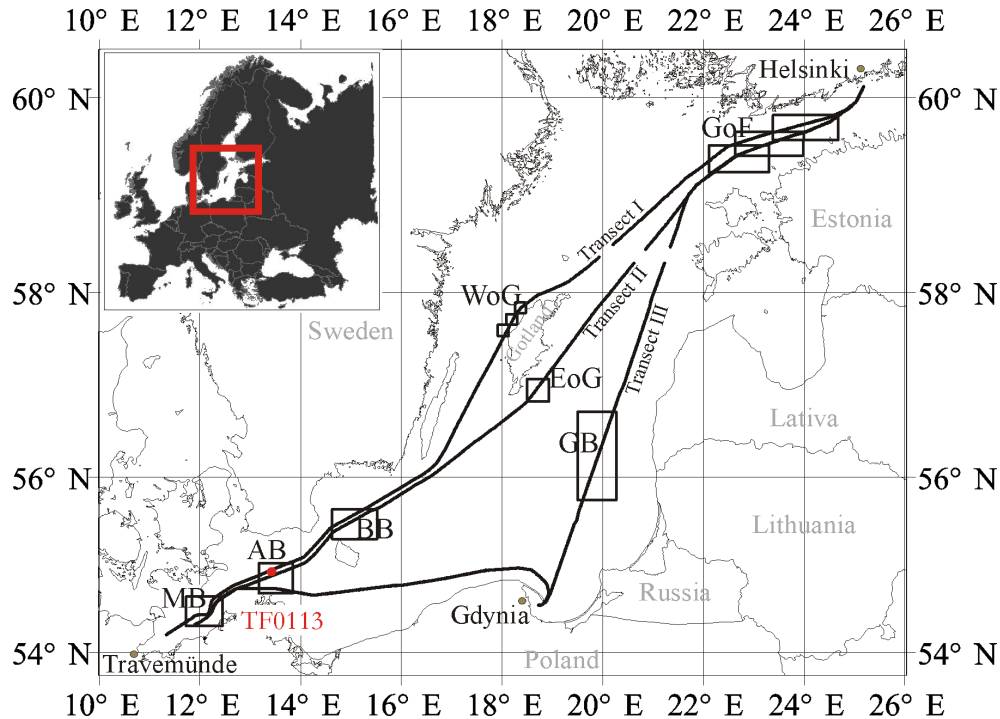 10° E 12° E 14° E 16° E 18° E 20° E 22° E 24° E 26° E
Helsinki
60° N 60° N
GoF
Estonia
Transect I
58° N 58° N
WoG
Sweden
Gotland
Transect II
Transect III
EoG
Lativa
GB
56° N 56° N
BB
Lithuania
AB
MB
Russia
TF0113
Gdynia
54° N 54° N
Travemünde
Poland
10° E 12° E 14° E 16° E 18° E 20° E 22° E 24° E 26° E